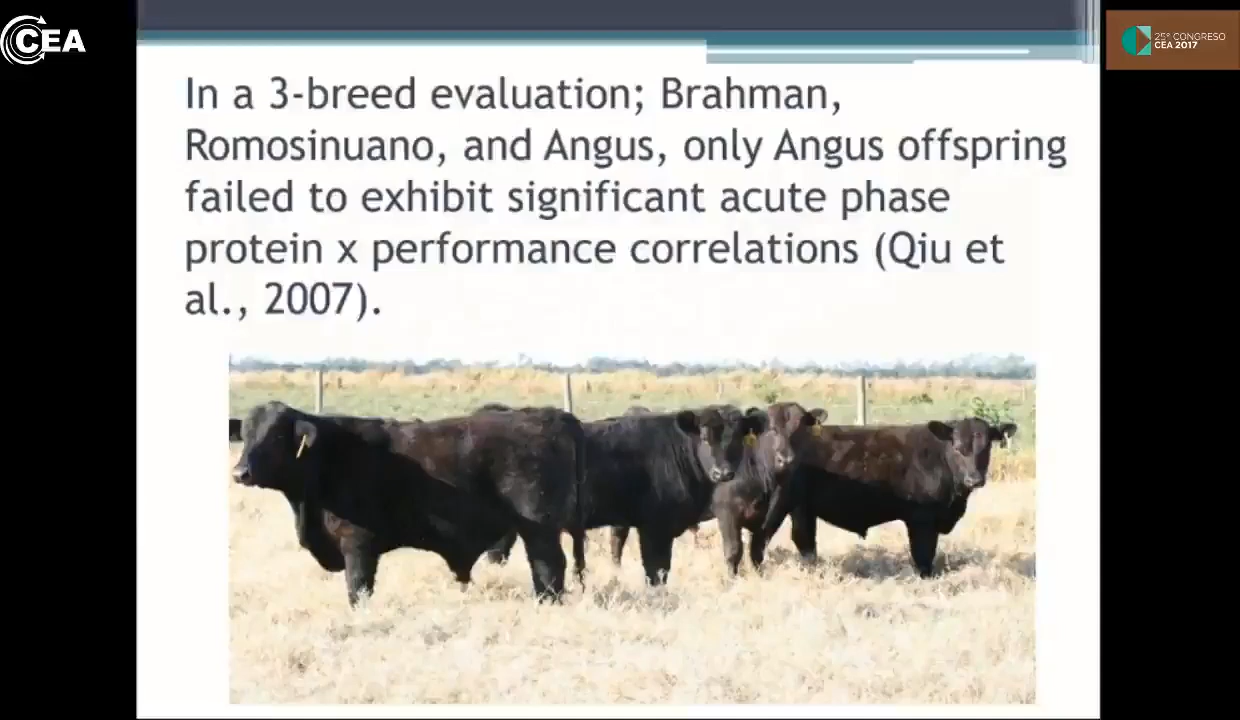 CEA
25º CONGRESO
CEA 2017
In a 3-breed evaluation; Brahman,
Romosinuano, and Angus, only Angus offspring
failed to exhibit significant acute phase
protein x performance correlations (Qiu et
al., 2007).